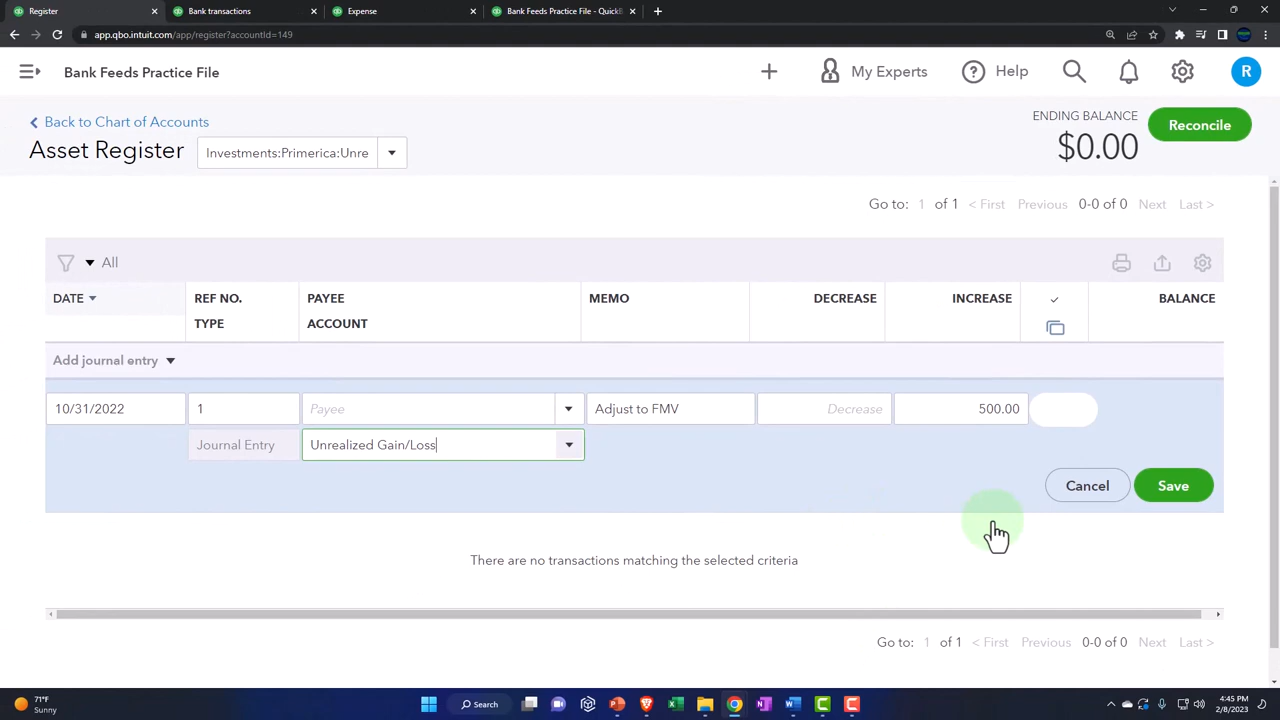 Register
Bank transactions
Expense
Bank Feeds Practice File - QuickB
app.qbo.intuit.com/app/register?accountId=149
Bank Feeds Practice File
My Experts
Help
R
Back to Chart of Accounts
ENDING BALANCE
$0.00
Reconcile
Asset Register
Investments:Primerica:Unre
Go to: 1 of 1 < First Previous 0-0 of 0 Next Last >
All
DATE REF NO. PAYEE MEMO DECREASE INCREASE ✓ BALANCE
TYPE ACCOUNT
Add journal entry
10/31/2022 1 Payee Adjust to FMV Decrease 500.00
Journal Entry Unrealized Gain/Loss
Cancel Save
There are no transactions matching the selected criteria
Go to: 1 of 1 < First Previous 0-0 of 0 Next Last >
71°F
Sunny
Search
4:45 PM
2/8/2023